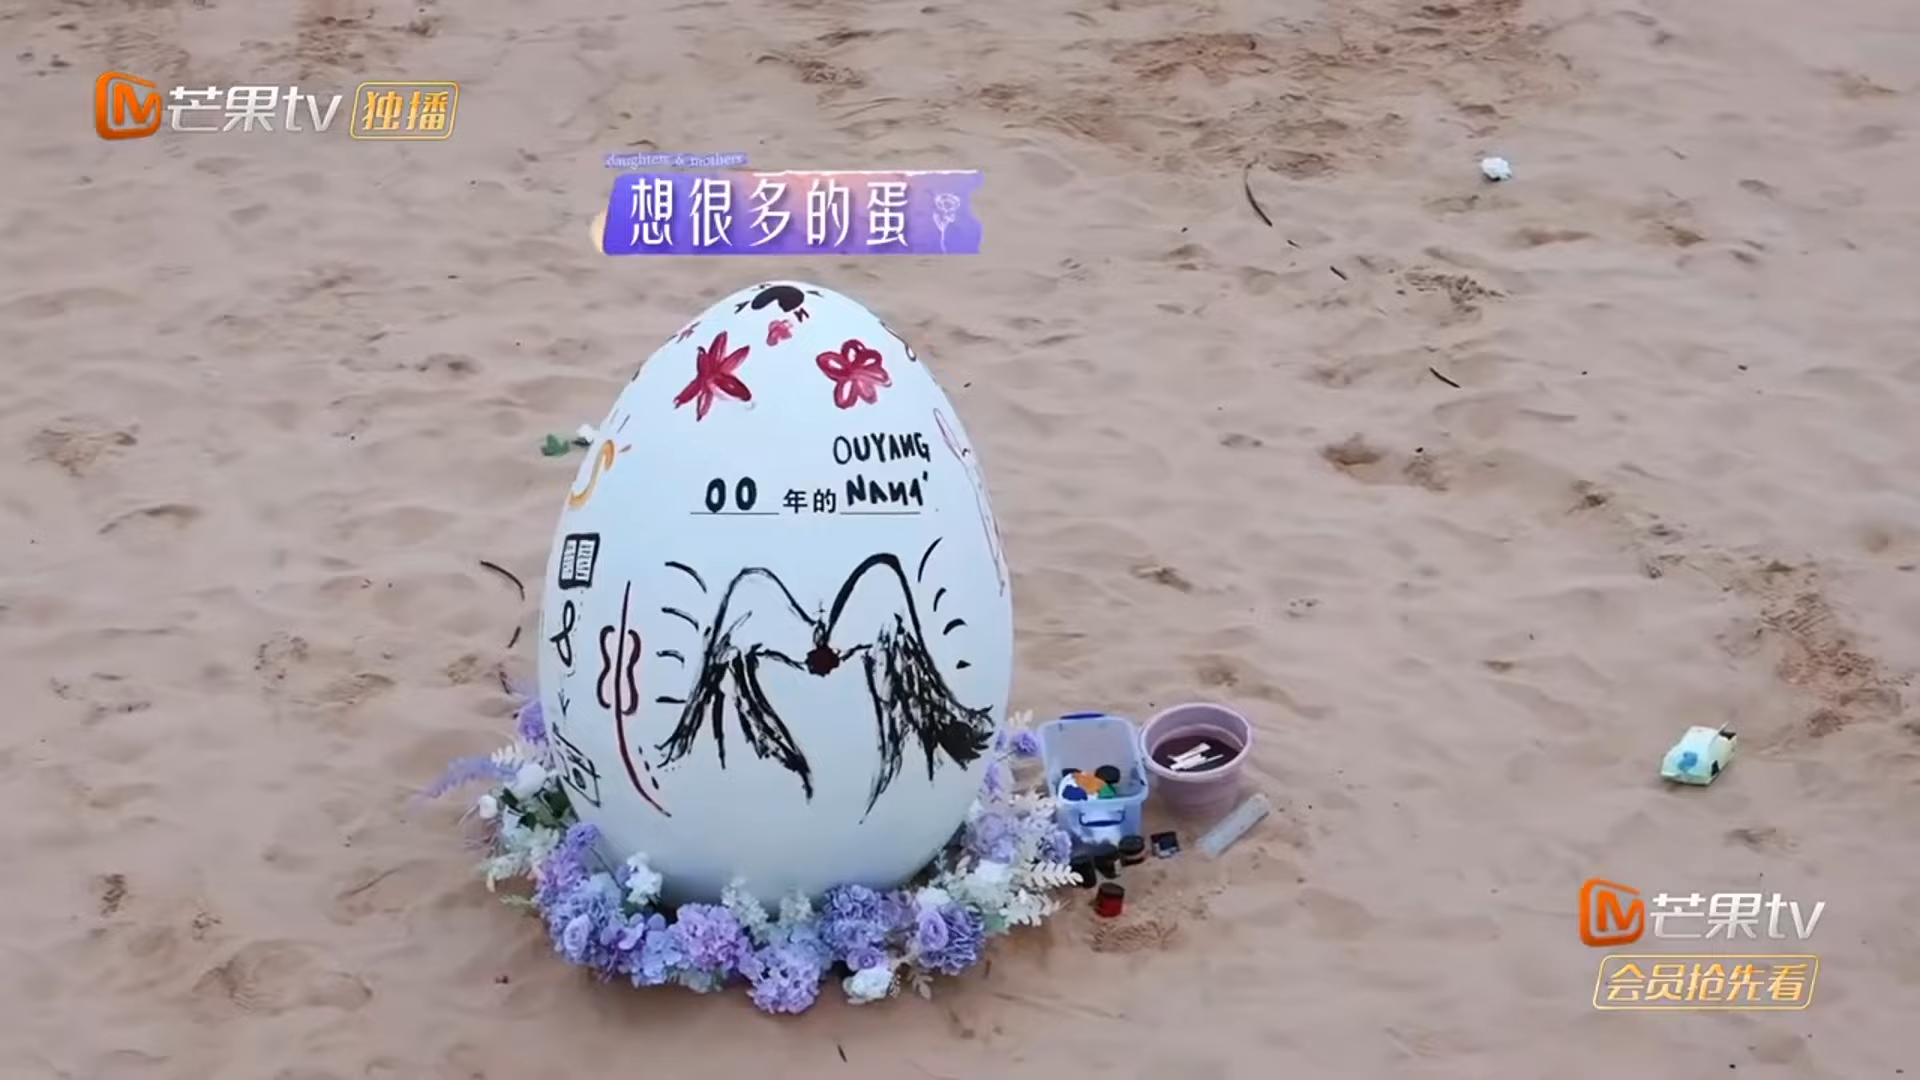 芒果tv 独播
daughters & mothers
想很多的蛋
OUYANG
00 年的 NANA
芒果tv
会员抢先看